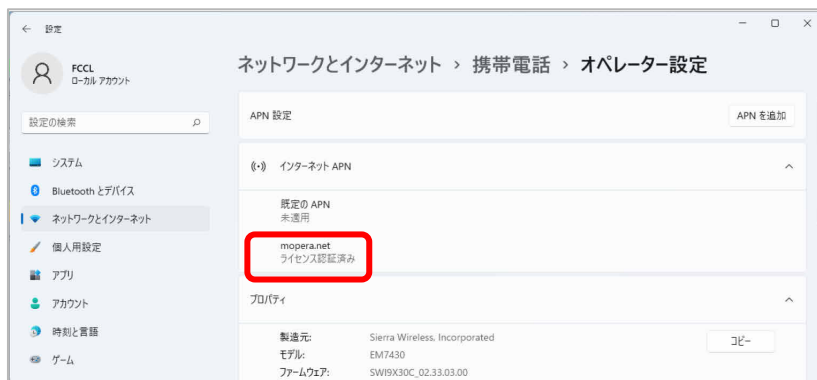 ← 設定
FCCL
ローカル アカウント
設定の検索
システム
Bluetooth とデバイス
ネットワークとインターネット
個人用設定
アプリ
アカウント
時刻と言語
ゲーム
ネットワークとインターネット › 携帯電話 › オペレーター設定
APN 設定
APN を追加
インターネット APN
既定の APN
未適用
mopera.net
ライセンス認証済み
プロパティ
製造元: Sierra Wireless, Incorporated
コピー
モデル: EM7430
ファームウェア: SWI9X30C_02.33.03.00